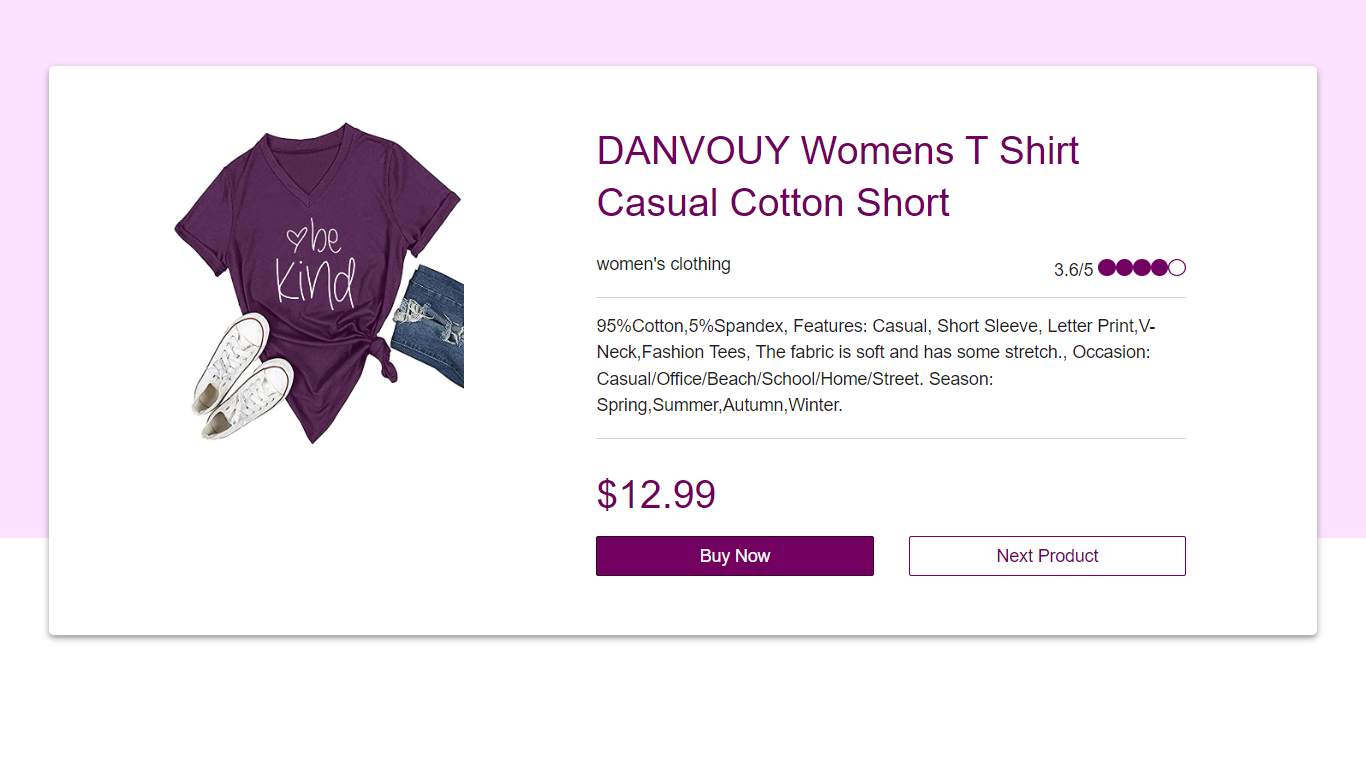 be
Kind
DANVOUY Womens T Shirt
Casual Cotton Short
women's clothing
3.6/5
95%Cotton,5%Spandex, Features: Casual, Short Sleeve, Letter Print,V-
Neck,Fashion Tees, The fabric is soft and has some stretch., Occasion:
Casual/Office/Beach/School/Home/Street. Season:
Spring,Summer,Autumn,Winter.
$12.99
Buy Now
Next Product